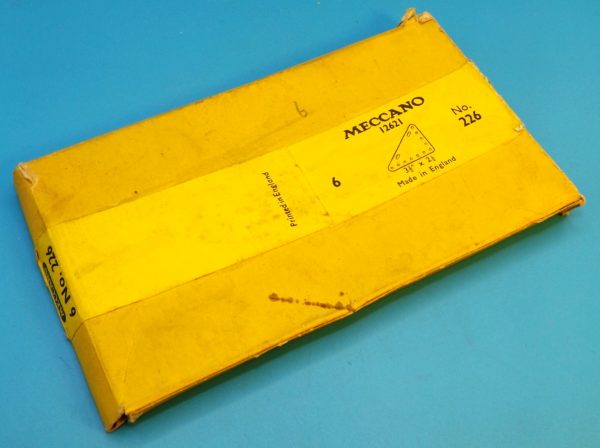 6
MECCANO
12621
No.
226
6
3½" x 2½"
Made in England
Printed in England
6 No. 226